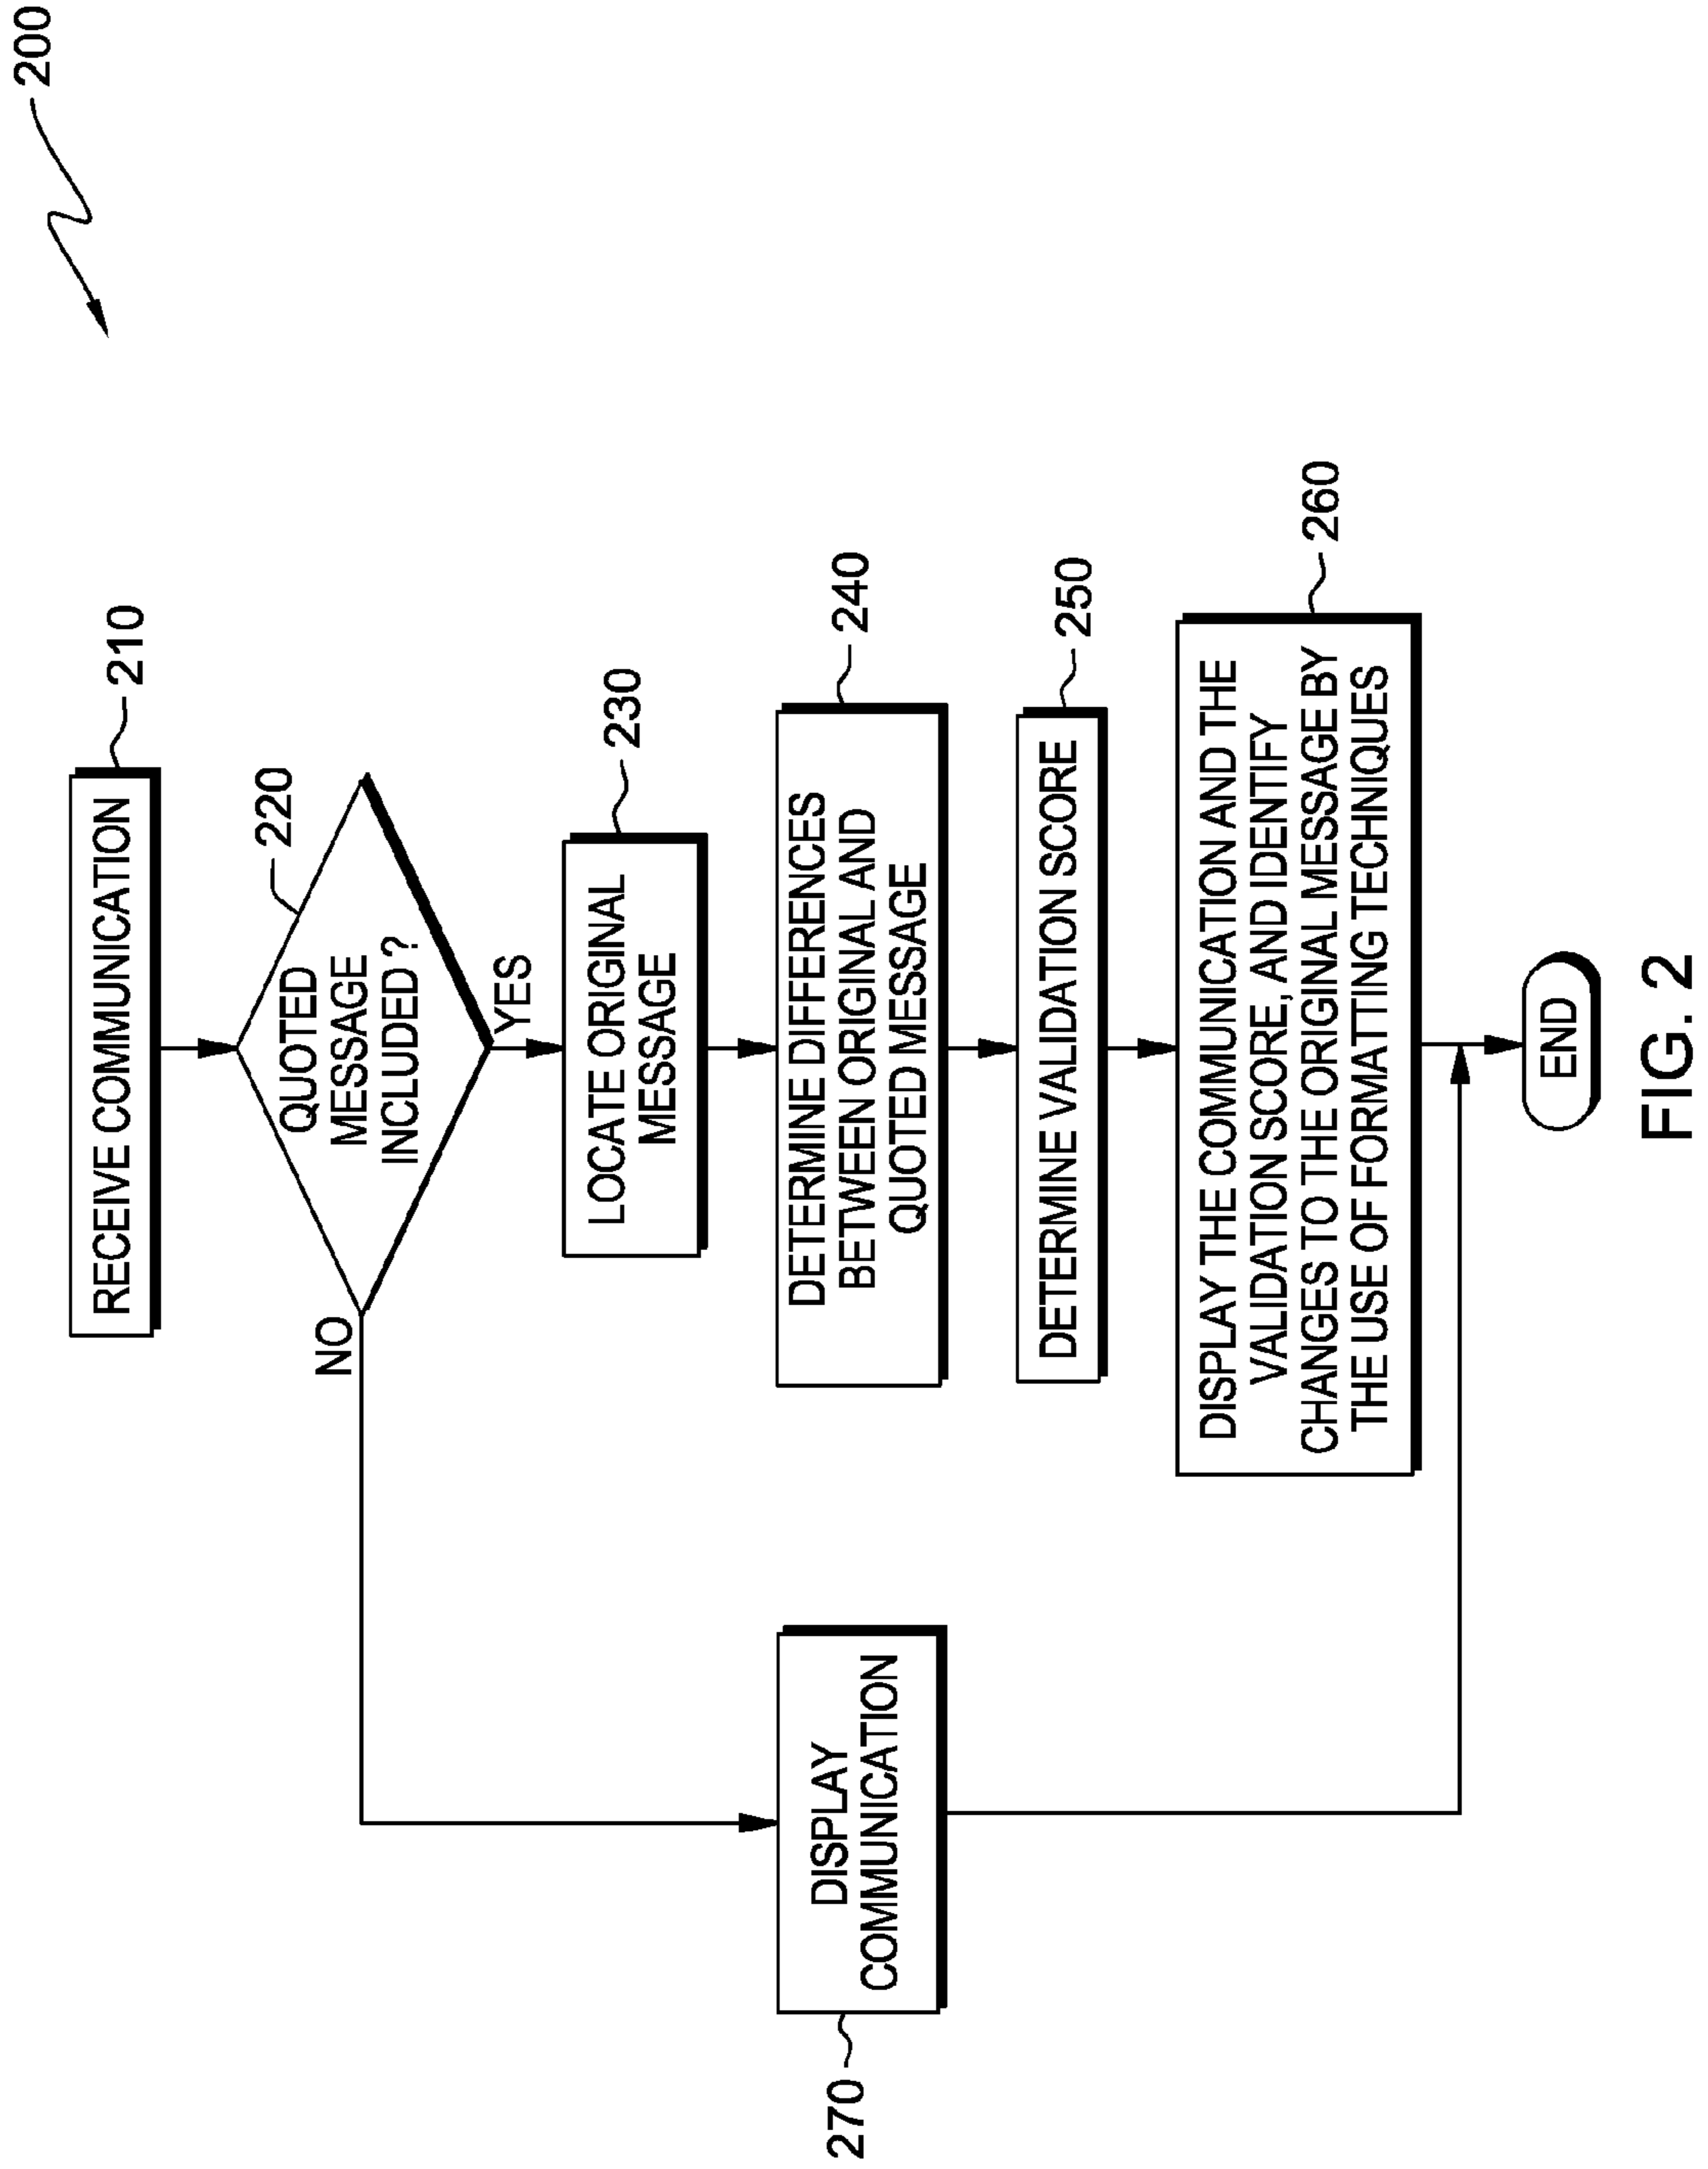 200
RECEIVE COMMUNICATION
210
220
QUOTED
MESSAGE
INCLUDED ?
NO
YES
LOCATE ORIGINAL
MESSAGE
230
DETERMINE DIFFERENCES
BETWEEN ORIGINAL AND
QUOTED MESSAGE
240
DISPLAY
COMMUNICATION
270
DETERMINE VALIDATION SCORE
250
DISPLAY THE COMMUNICATION AND THE
VALIDATION SCORE, AND IDENTIFY
CHANGES TO THE ORIGINAL MESSAGE BY
THE USE OF FORMATTING TECHNIQUES
260
END
FIG. 2